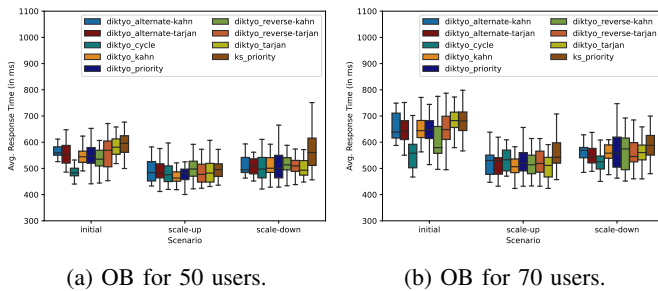 1100
1000
900
800
700
600
500
400
300
Avg. Response Time (in ms)
diktyo_alternate-kahn
diktyo_alternate-tarjan
diktyo_cycle
diktyo_kahn
diktyo_priority
diktyo_reverse-kahn
diktyo_reverse-tarjan
diktyo_tarjan
ks_priority
initial
scale-up
scale-down
Scenario
(a) OB for 50 users.
1100
1000
900
800
700
600
500
400
300
Avg. Response Time (in ms)
diktyo_alternate-kahn
diktyo_alternate-tarjan
diktyo_cycle
diktyo_kahn
diktyo_priority
diktyo_reverse-kahn
diktyo_reverse-tarjan
diktyo_tarjan
ks_priority
initial
scale-up
scale-down
Scenario
(b) OB for 70 users.